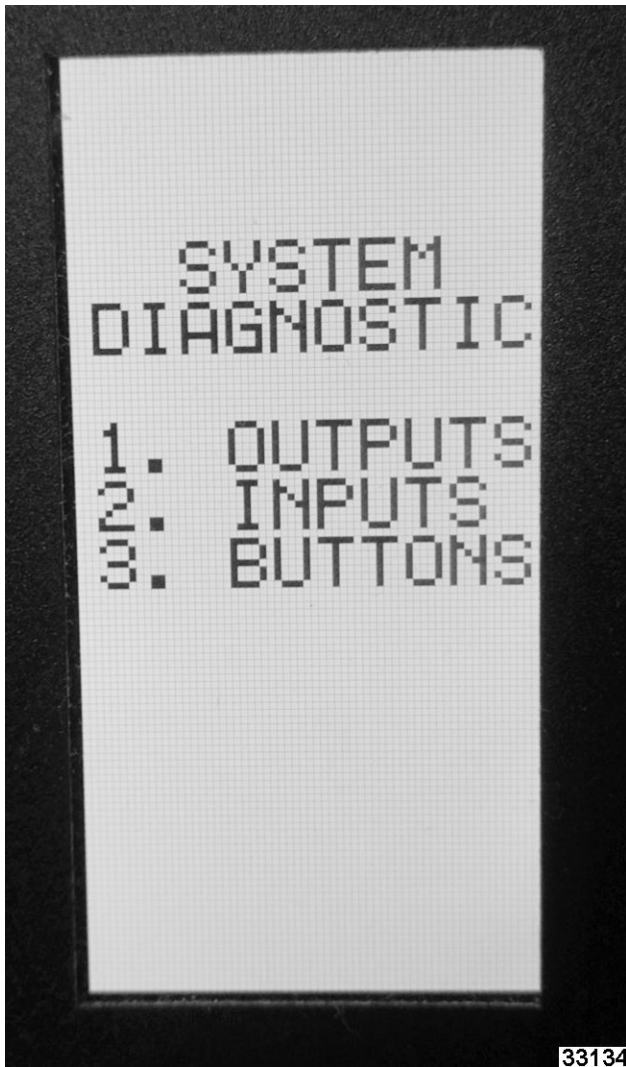 SYSTEM
DIAGNOSTIC
1. OUTPUTS
2. INPUTS
3. BUTTONS
33134